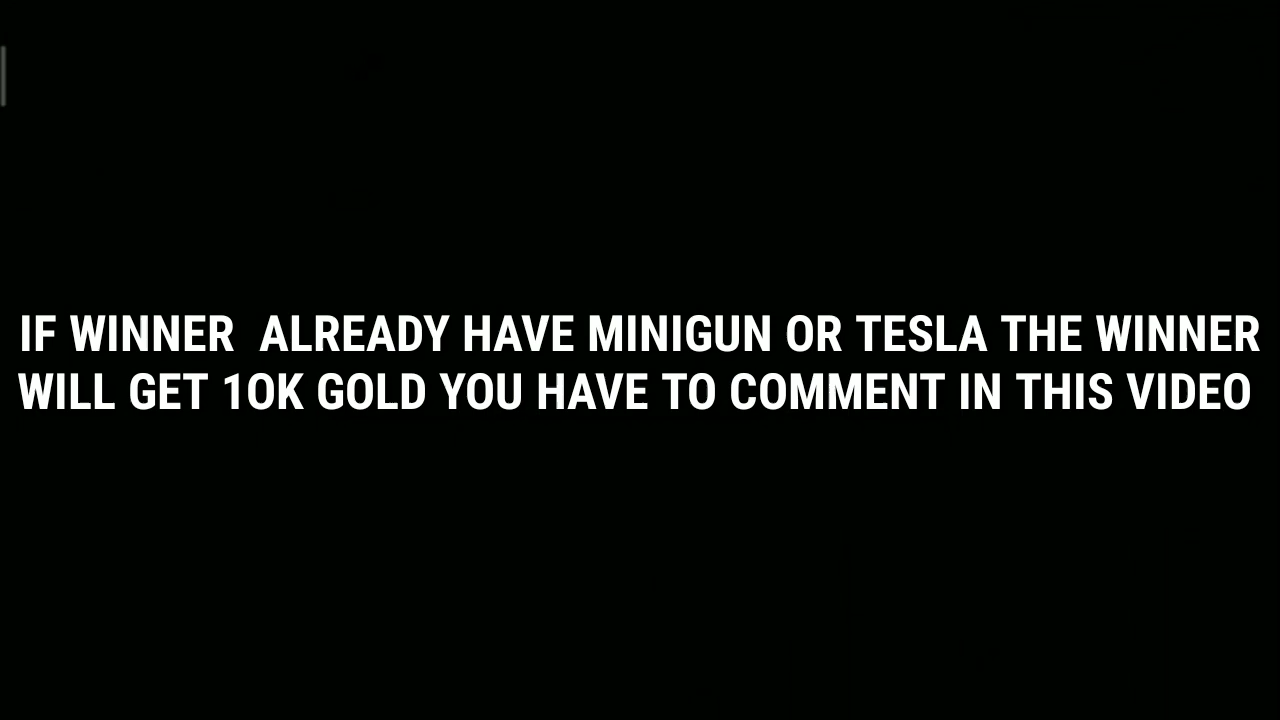 IF WINNER  ALREADY HAVE MINIGUN OR TESLA THE WINNER
WILL GET 10K GOLD YOU HAVE TO COMMENT IN THIS VIDEO